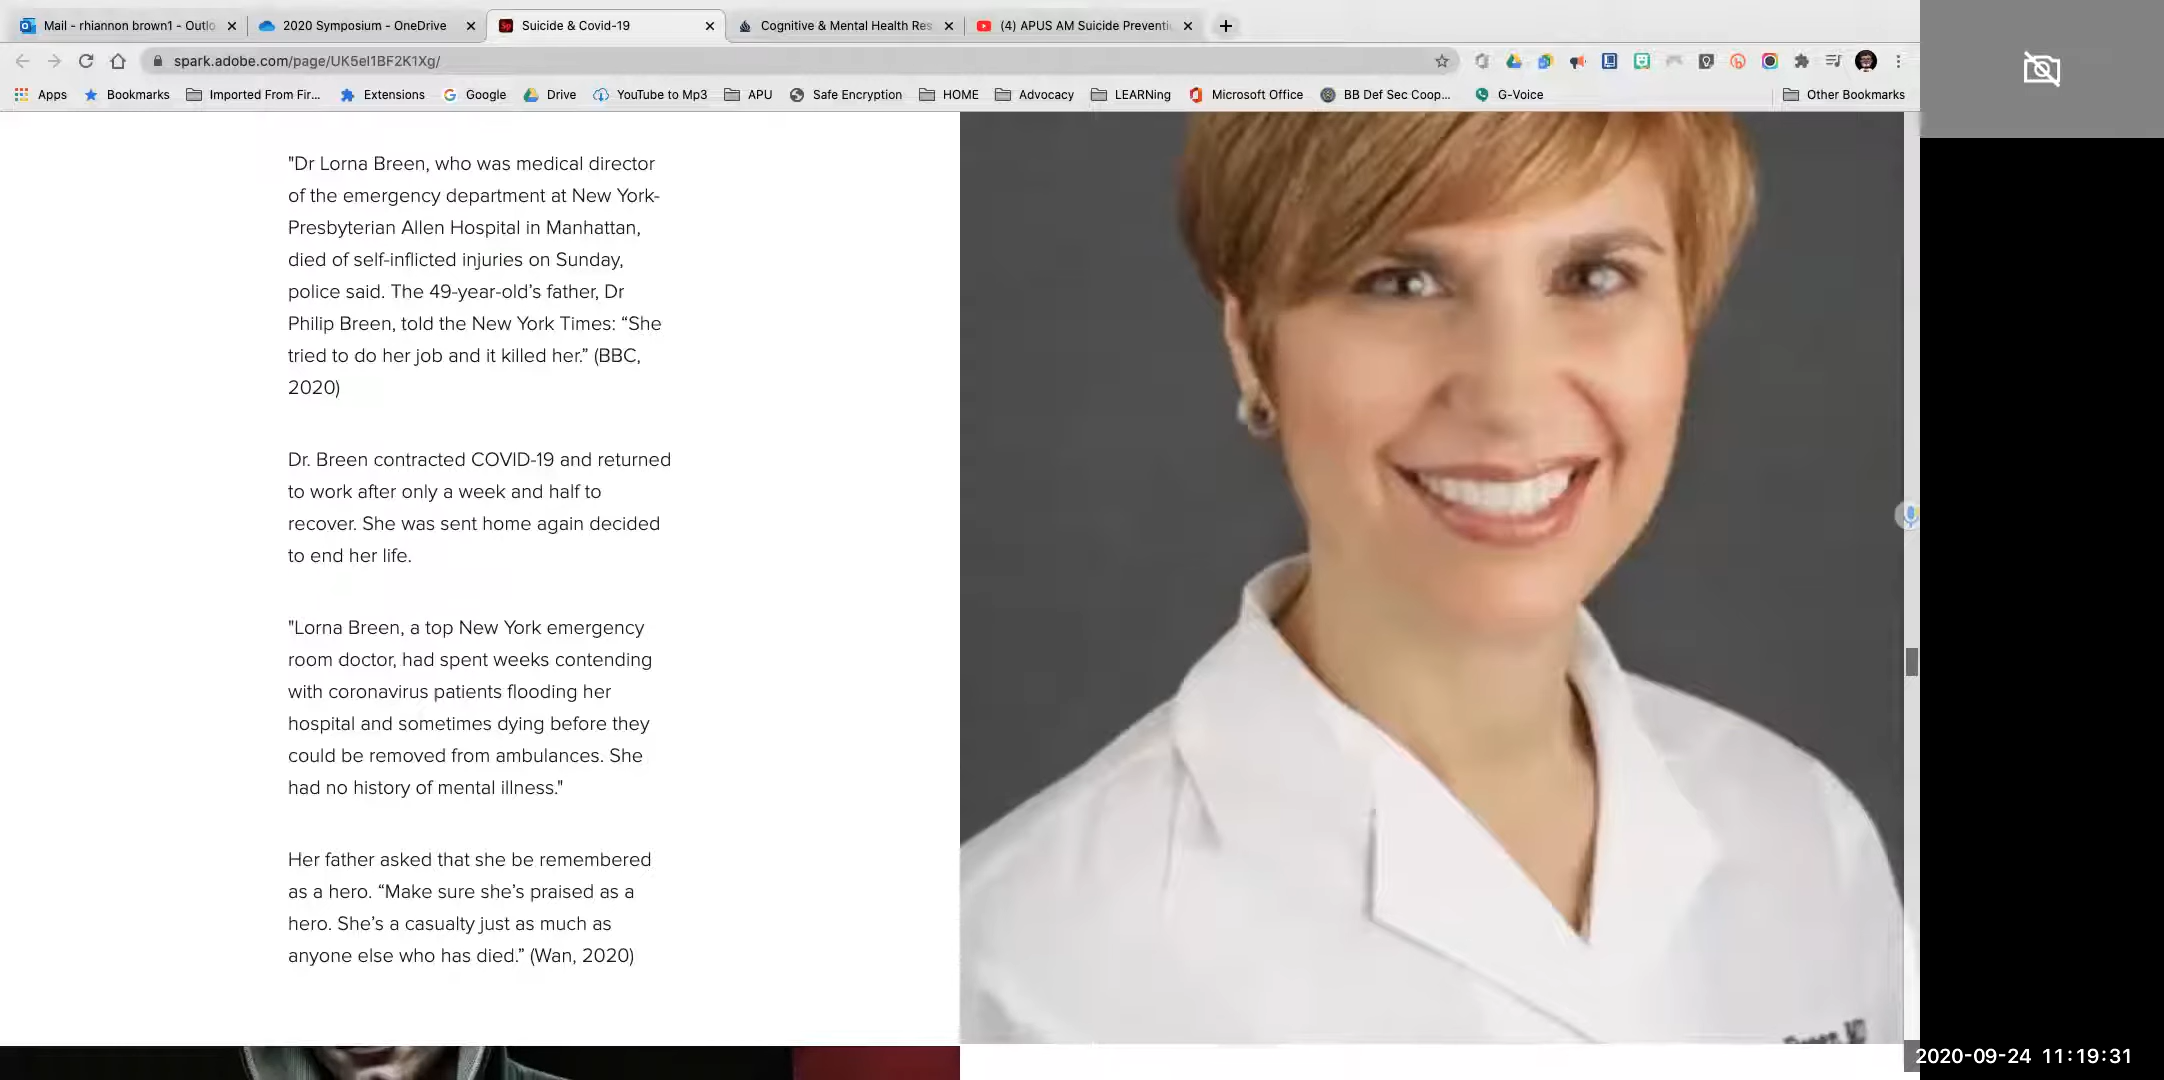 Mail - rhiannon brown1 - Outlo
2020 Symposium - OneDrive
Suicide & Covid-19
Cognitive & Mental Health Res
(4) APUS AM Suicide Preventi
spark.adobe.com/page/UK5eI1BF2K1Xg/
Apps Bookmarks Imported From Fir... Extensions Google Drive YouTube to Mp3 APU Safe Encryption HOME Advocacy LEARNing Microsoft Office BB Def Sec Coop... G-Voice Other Bookmarks
"Dr Lorna Breen, who was medical director
of the emergency department at New York-
Presbyterian Allen Hospital in Manhattan,
died of self-inflicted injuries on Sunday,
police said. The 49-year-old's father, Dr
Philip Breen, told the New York Times: “She
tried to do her job and it killed her.” (BBC,
2020)
Dr. Breen contracted COVID-19 and returned
to work after only a week and half to
recover. She was sent home again decided
to end her life.
"Lorna Breen, a top New York emergency
room doctor, had spent weeks contending
with coronavirus patients flooding her
hospital and sometimes dying before they
could be removed from ambulances. She
had no history of mental illness."
Her father asked that she be remembered
as a hero. “Make sure she’s praised as a
hero. She’s a casualty just as much as
anyone else who has died.” (Wan, 2020)
2020-09-24 11:19:31